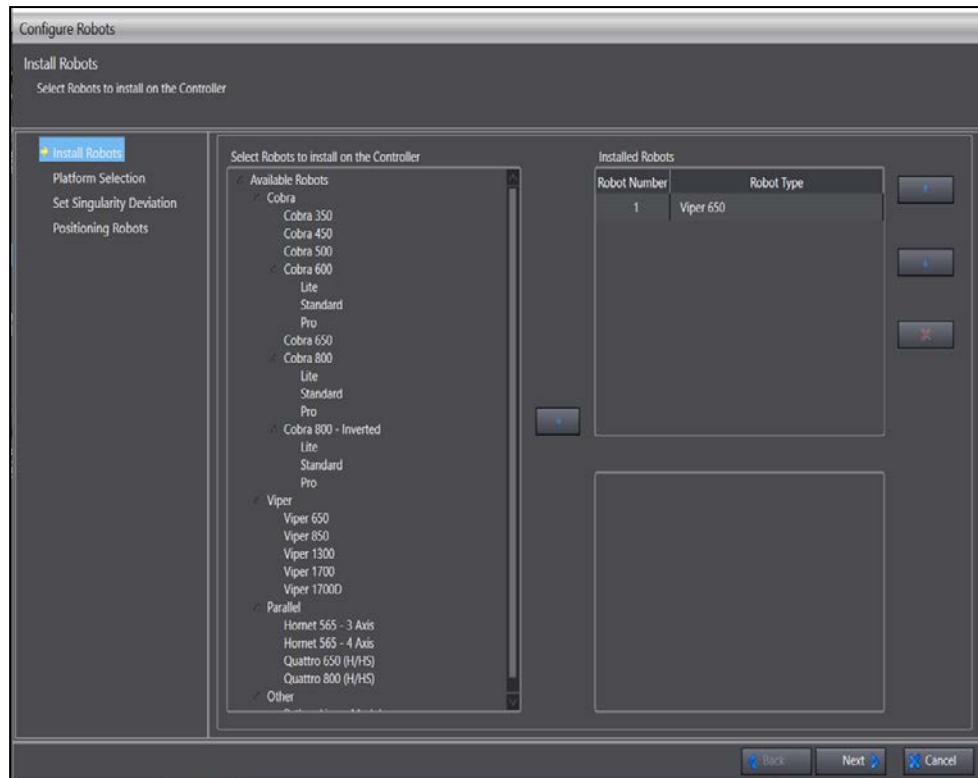 Configure Robots
Install Robots
Select Robots to install on the Controller
Install Robots
Platform Selection
Set Singularity Deviation
Positioning Robots
Select Robots to install on the Controller
Available Robots
Cobra
Cobra 350
Cobra 450
Cobra 500
Cobra 600
Lite
Standard
Pro
Cobra 650
Cobra 800
Lite
Standard
Pro
Cobra 800 - Inverted
Lite
Standard
Pro
Viper
Viper 650
Viper 850
Viper 1300
Viper 1700
Viper 1700D
Parallel
Hornet 565 - 3 Axis
Hornet 565 - 4 Axis
Quattro 650 (H/HS)
Quattro 800 (H/HS)
Other
Installed Robots
Robot Number Robot Type
1 Viper 650
Back Next Cancel